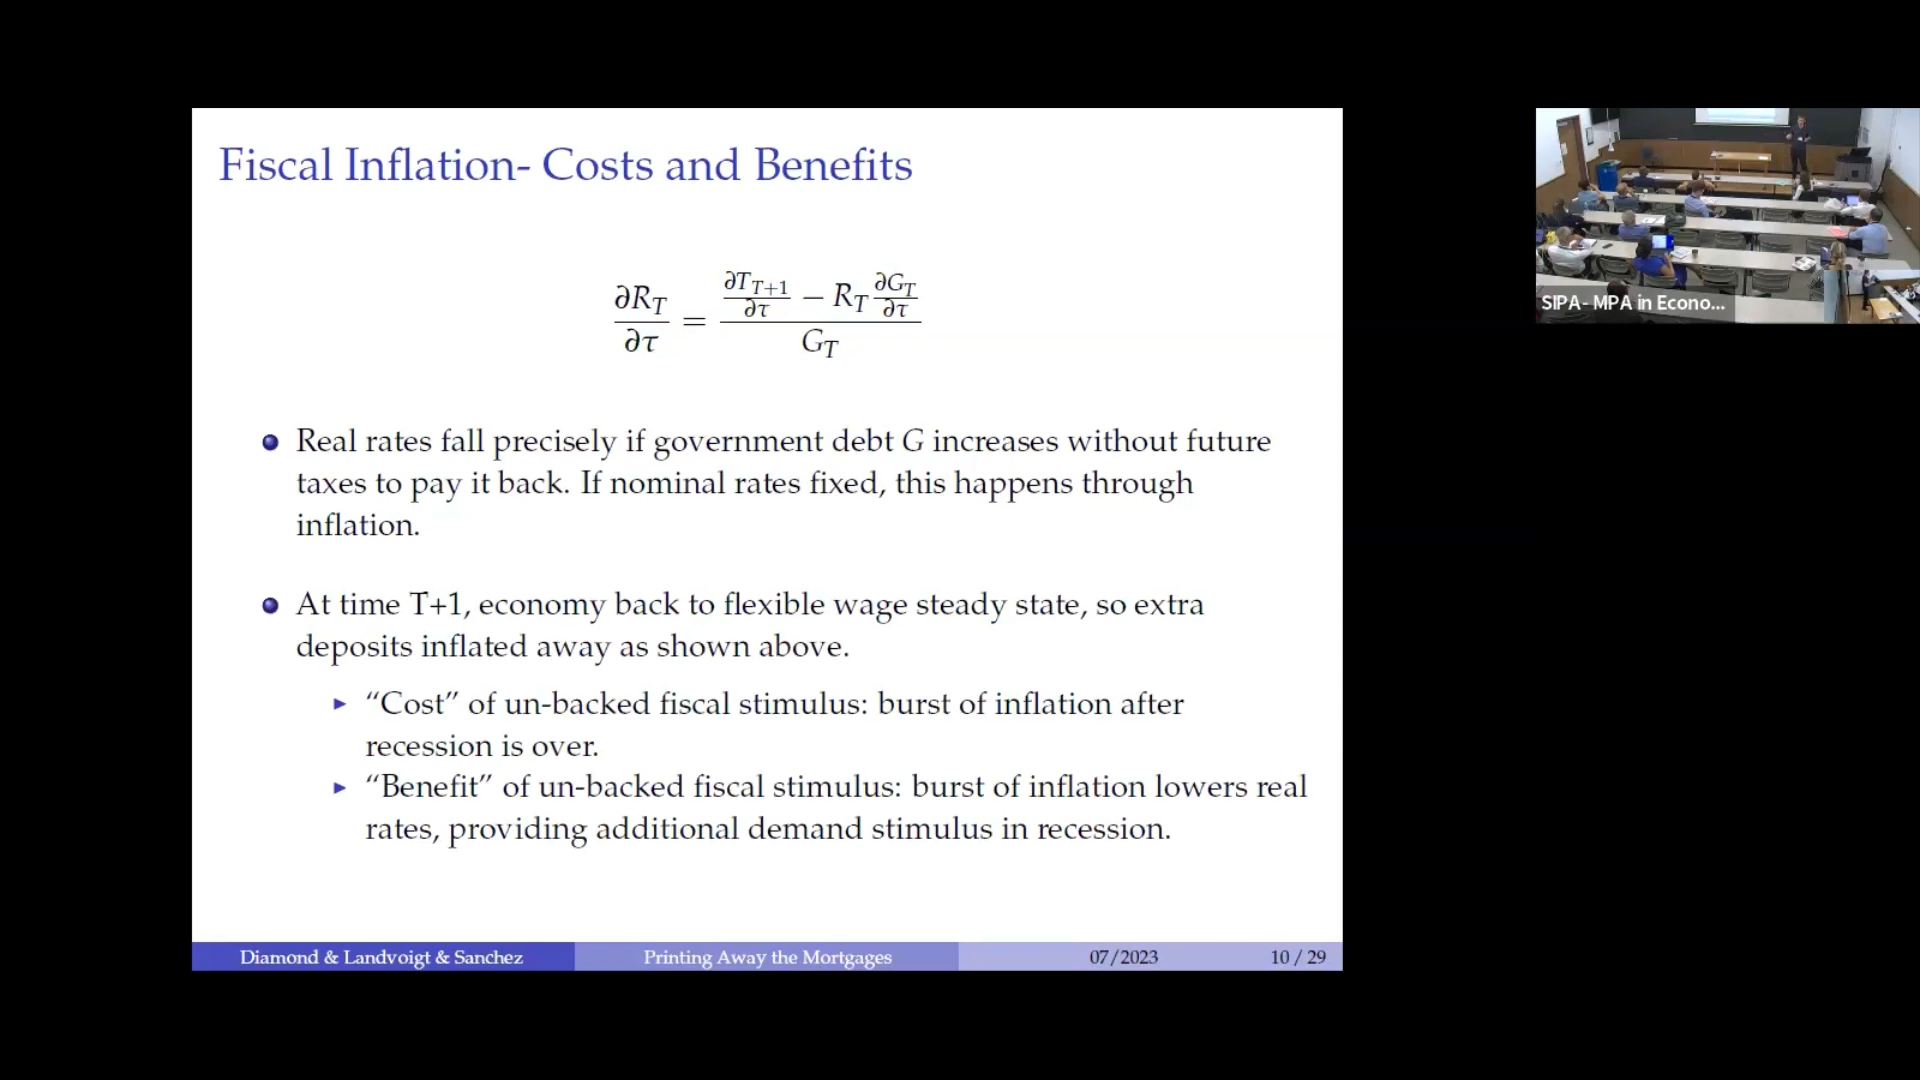 Fiscal Inflation- Costs and Benefits
∂R_T/∂τ = (∂T_{T+1}/∂τ − R_T ∂G_T/∂τ)/G_T
Real rates fall precisely if government debt G increases without future
taxes to pay it back. If nominal rates fixed, this happens through
inflation.
At time T+1, economy back to flexible wage steady state, so extra
deposits inflated away as shown above.
“Cost” of un-backed fiscal stimulus: burst of inflation after
recession is over.
“Benefit” of un-backed fiscal stimulus: burst of inflation lowers real
rates, providing additional demand stimulus in recession.
Diamond & Landvoigt & Sanchez Printing Away the Mortgages 07/2023 10 / 29
SIPA- MPA in Econo...